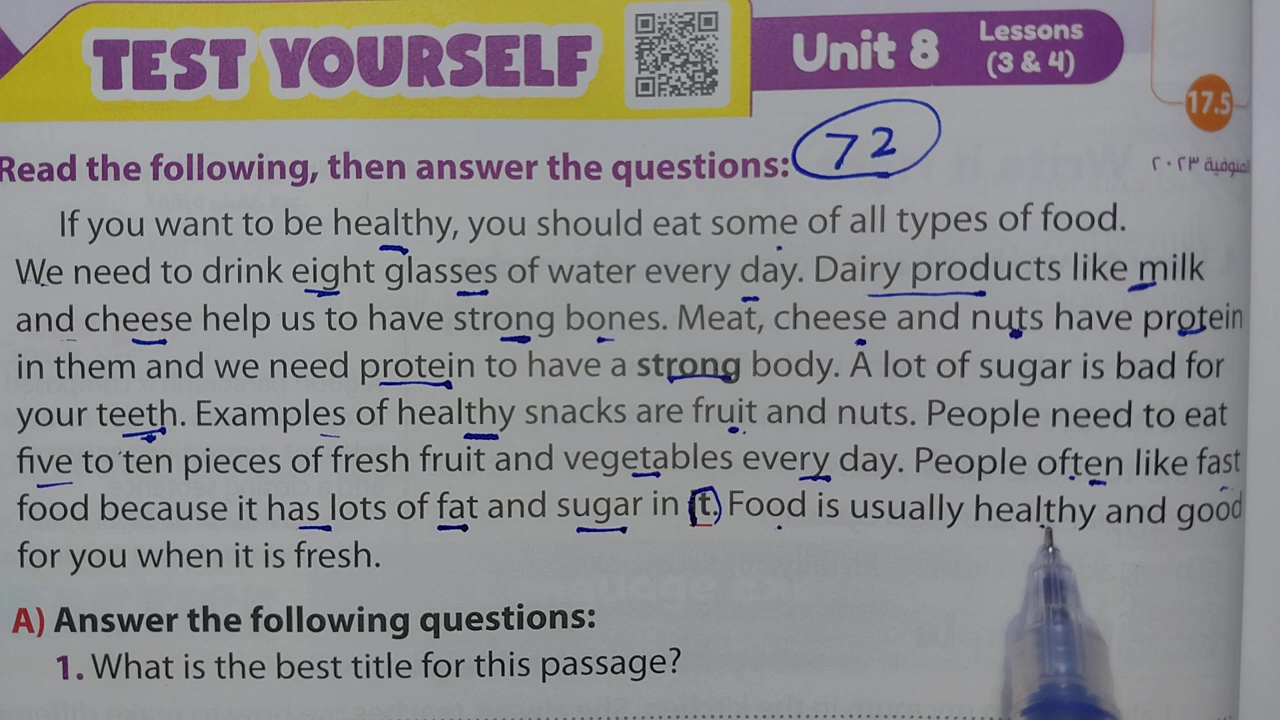 TEST YOURSELF
Unit 8
Lessons
(3 & 4)
17.5
المنوفية ٢٠٢٣
Read the following, then answer the questions:
72
If you want to be healthy, you should eat some of all types of food.
We need to drink eight glasses of water every day. Dairy products like milk
and cheese help us to have strong bones. Meat, cheese and nuts have protein
in them and we need protein to have a strong body. A lot of sugar is bad for
your teeth. Examples of healthy snacks are fruit and nuts. People need to eat
five to ten pieces of fresh fruit and vegetables every day. People often like fast
food because it has lots of fat and sugar in it. Food is usually healthy and good
for you when it is fresh.
A) Answer the following questions:
1. What is the best title for this passage?